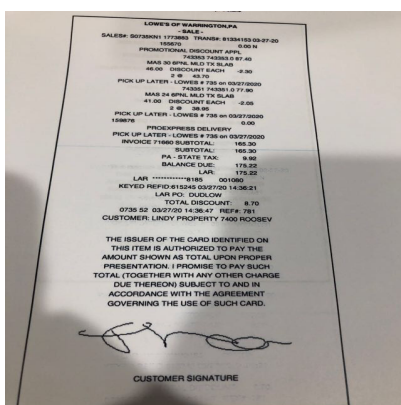 LOWE'S OF WARRINGTON,PA
- SALE -
SALES#: S0735KN1 1773883 TRANS#: 81334153 03-27-20
155670 0.00 N
PROMOTIONAL DISCOUNT APPL
743353 743353.0 87.40
MAS 30 6PNL MLD TX SLAB
46.00 DISCOUNT EACH -2.30
2 @ 43.70
PICK UP LATER - LOWES # 735 on 03/27/2020
743351 743351.0 77.90
MAS 24 6PNL MLD TX SLAB
41.00 DISCOUNT EACH -2.05
2 @ 38.95
PICK UP LATER - LOWES # 735 on 03/27/2020
159876 0.00
PROEXPRESS DELIVERY
PICK UP LATER - LOWES # 735 on 03/27/2020
INVOICE 71860 SUBTOTAL: 165.30
SUBTOTAL: 165.30
PA - STATE TAX: 9.92
BALANCE DUE: 175.22
LAR: 175.22
LAR ************8185 001060
KEYED REFID:615245 03/27/20 14:36:21
LAR PO: DUDLOW
TOTAL DISCOUNT: 8.70
0735 52 03/27/20 14:36:47 REF#: 781
CUSTOMER: LINDY PROPERTY 7400 ROOSEV
THE ISSUER OF THE CARD IDENTIFIED ON
THIS ITEM IS AUTHORIZED TO PAY THE
AMOUNT SHOWN AS TOTAL UPON PROPER
PRESENTATION. I PROMISE TO PAY SUCH
TOTAL (TOGETHER WITH ANY OTHER CHARGE
DUE THEREON) SUBJECT TO AND IN
ACCORDANCE WITH THE AGREEMENT
GOVERNING THE USE OF SUCH CARD.
CUSTOMER SIGNATURE